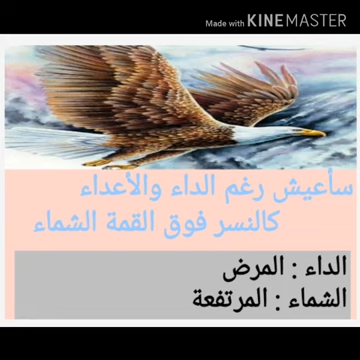 Made with KINEMASTER
سأعيش رغم الداء والأعداء
كالنسر فوق القمة الشماء
الداء : المرض
الشماء : المرتفعة